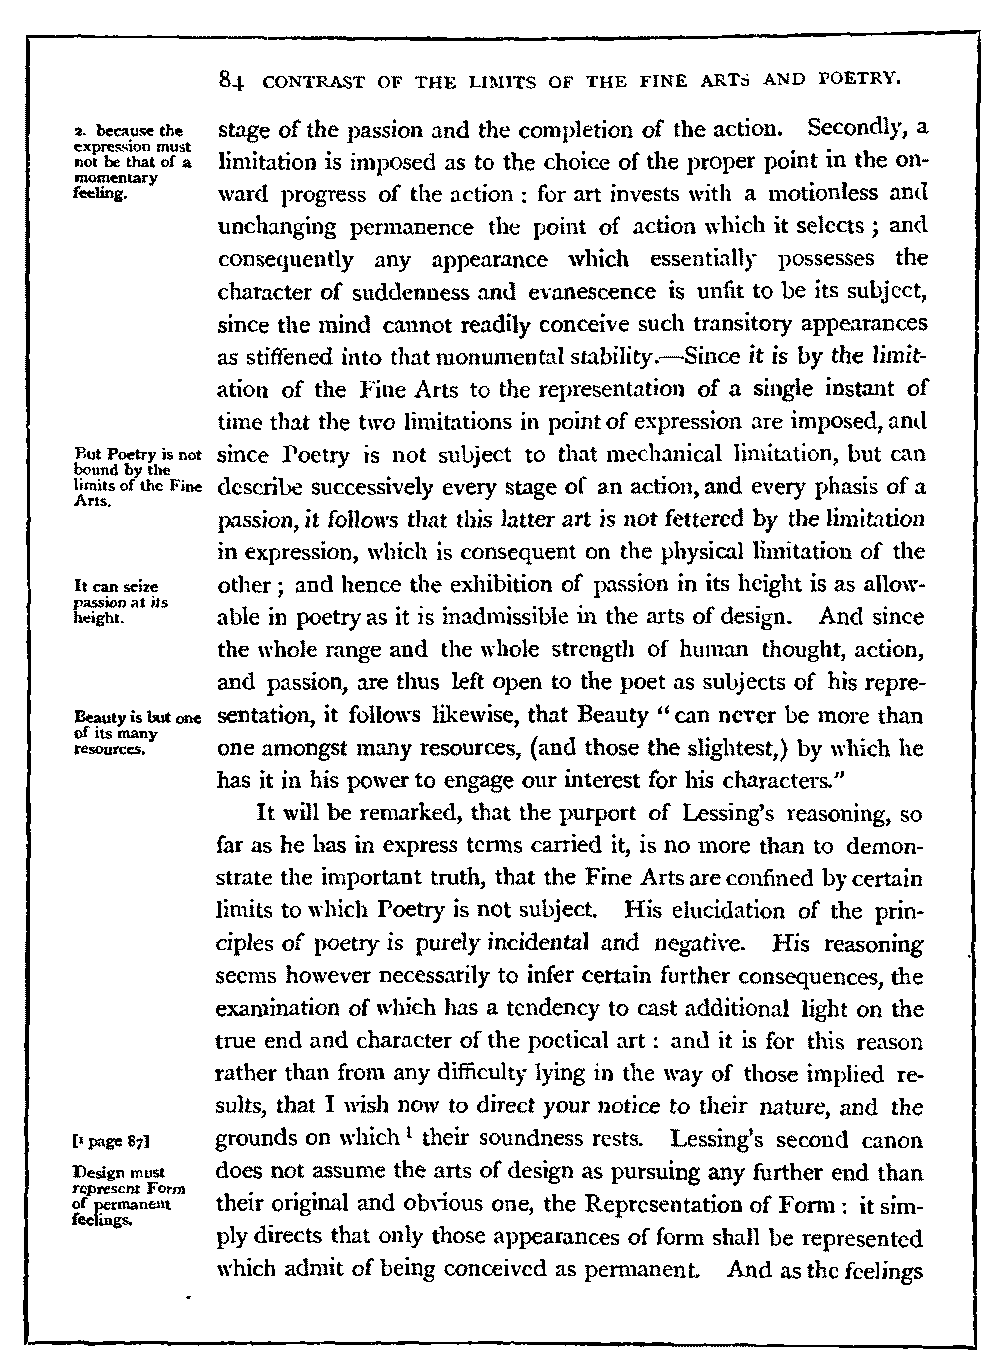 84 CONTRAST OF THE LIMITS OF THE FINE ARTS AND POETRY.
2. because the
expression must
not be that of a
momentary
feeling.
stage of the passion and the completion of the action. Secondly, a
limitation is imposed as to the choice of the proper point in the on-
ward progress of the action : for art invests with a motionless and
unchanging permanence the point of action which it selects ; and
consequently any appearance which essentially possesses the
character of suddenness and evanescence is unfit to be its subject,
since the mind cannot readily conceive such transitory appearances
as stiffened into that monumental stability.—Since it is by the limit-
ation of the Fine Arts to the representation of a single instant of
time that the two limitations in point of expression are imposed, and
But Poetry is not
bound by the
limits of the Fine
Arts.
since Poetry is not subject to that mechanical limitation, but can
describe successively every stage of an action, and every phasis of a
passion, it follows that this latter art is not fettered by the limitation
in expression, which is consequent on the physical limitation of the
It can seize
passion at its
height.
other ; and hence the exhibition of passion in its height is as allow-
able in poetry as it is inadmissible in the arts of design. And since
the whole range and the whole strength of human thought, action,
and passion, are thus left open to the poet as subjects of his repre-
Beauty is but one
of its many
resources.
sentation, it follows likewise, that Beauty “ can never be more than
one amongst many resources, (and those the slightest,) by which he
has it in his power to engage our interest for his characters.”
It will be remarked, that the purport of Lessing's reasoning, so
far as he has in express terms carried it, is no more than to demon-
strate the important truth, that the Fine Arts are confined by certain
limits to which Poetry is not subject. His elucidation of the prin-
ciples of poetry is purely incidental and negative. His reasoning
seems however necessarily to infer certain further consequences, the
examination of which has a tendency to cast additional light on the
true end and character of the poetical art : and it is for this reason
rather than from any difficulty lying in the way of those implied re-
sults, that I wish now to direct your notice to their nature, and the
[1 page 87]
grounds on which 1 their soundness rests. Lessing's second canon
Design must
represent Form
of permanent
feelings.
does not assume the arts of design as pursuing any further end than
their original and obvious one, the Representation of Form : it sim-
ply directs that only those appearances of form shall be represented
which admit of being conceived as permanent. And as the feelings